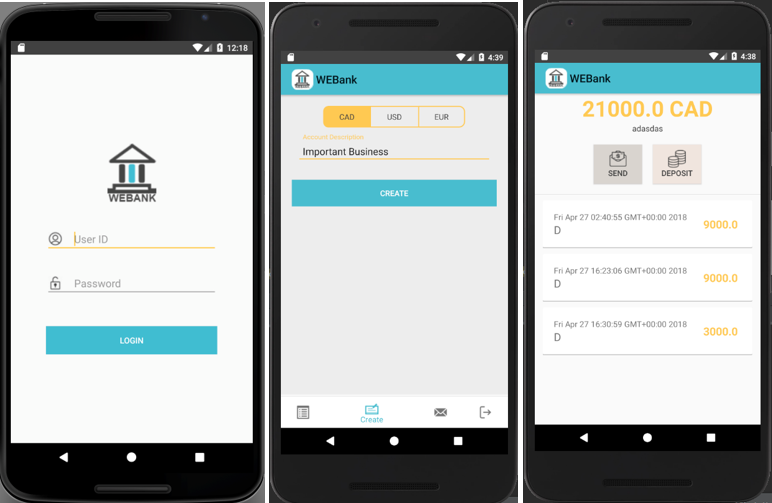 12:18
WEBANK
User ID
Password
LOGIN
4:39
WEBank
CAD USD EUR
Account Description
Important Business
CREATE
Create
4:38
WEBank
21000.0 CAD
adasdas
SEND DEPOSIT
Fri Apr 27 02:40:55 GMT+00:00 2018
D 9000.0
Fri Apr 27 16:23:06 GMT+00:00 2018
D 9000.0
Fri Apr 27 16:30:59 GMT+00:00 2018
D 3000.0